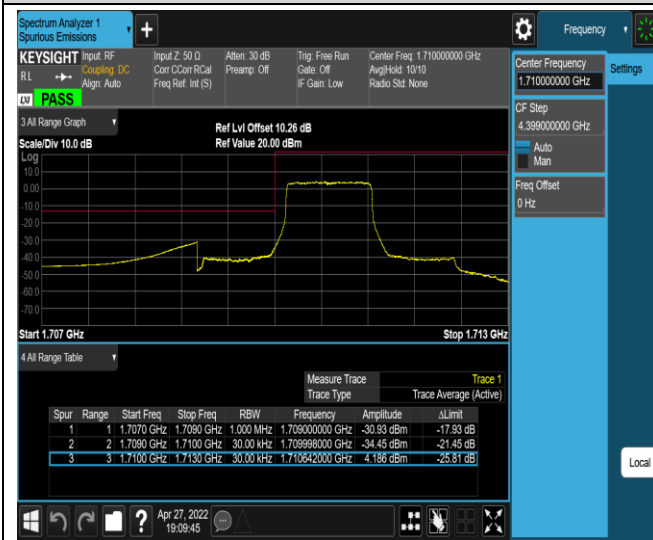 Spectrum Analyzer 1
Spurious Emissions
Frequency
KEYSIGHT Input: RF Input Z: 50 Ω Atten: 30 dB Trig: Free Run Center Freq: 1.710000000 GHz
RL Coupling: DC Corr CCorr RCal Preamp: Off Gate: Off Avg|Hold: 10/10
Align: Auto Freq Ref: Int (S) IF Gain: Low Radio Std: None
LXI PASS
3 All Range Graph
Ref Lvl Offset 10.26 dB
Scale/Div 10.0 dB Ref Value 20.00 dBm
Log
10.0
0.00
-10.0
-20.0
-30.0
-40.0
-50.0
-60.0
-70.0
Start 1.707 GHz Stop 1.713 GHz
4 All Range Table
Measure Trace Trace 1
Trace Type Trace Average (Active)
Spur Range Start Freq Stop Freq RBW Frequency Amplitude ΔLimit
1 1 1.7070 GHz 1.7090 GHz 1.000 MHz 1.709000000 GHz -30.93 dBm -17.93 dB
2 2 1.7090 GHz 1.7100 GHz 30.00 kHz 1.709998000 GHz -34.45 dBm -21.45 dB
3 3 1.7100 GHz 1.7130 GHz 30.00 kHz 1.710642000 GHz 4.186 dBm -25.81 dB
Center Frequency
1.710000000 GHz
Settings
CF Step
4.399000000 GHz
Auto
Man
Freq Offset
0 Hz
Local
?
Apr 27, 2022
19:09:45